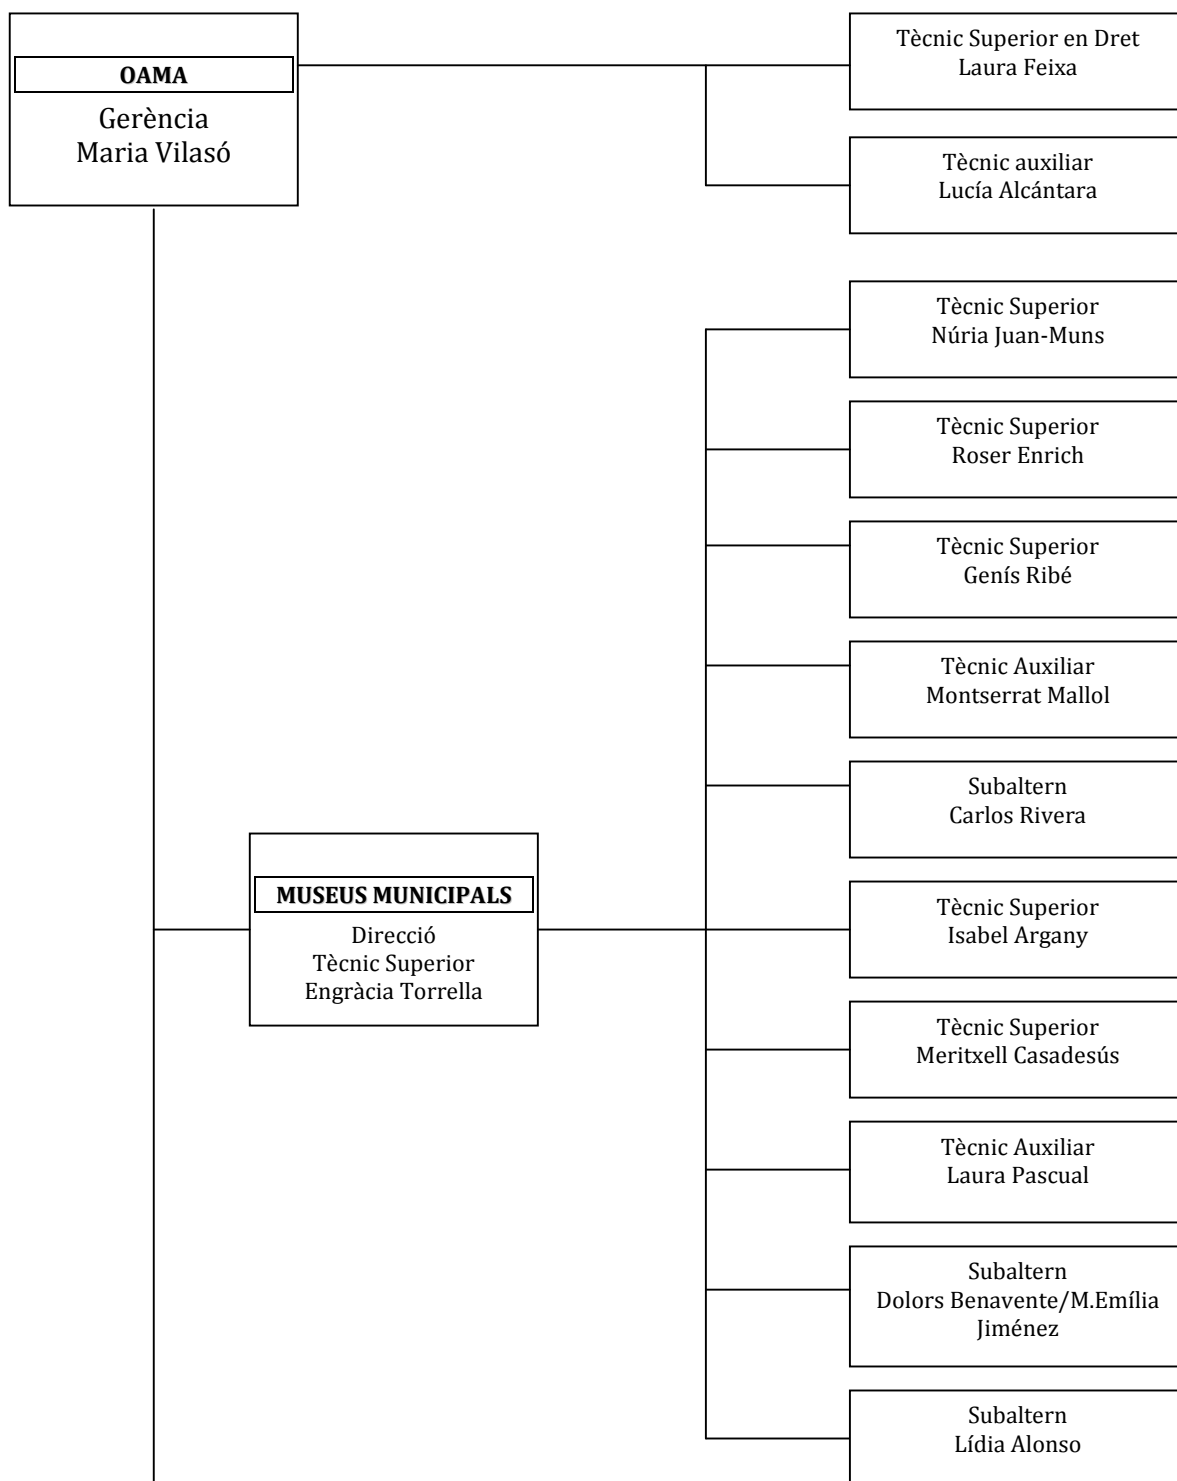 OAMA
Gerència
Maria Vilasó
Tècnic Superior en Dret
Laura Feixa
Tècnic auxiliar
Lucía Alcántara
Tècnic Superior
Núria Juan-Muns
Tècnic Superior
Roser Enrich
Tècnic Superior
Genís Ribé
Tècnic Auxiliar
Montserrat Mallol
Subaltern
Carlos Rivera
MUSEUS MUNICIPALS
Direcció
Tècnic Superior
Engràcia Torrella
Tècnic Superior
Isabel Argany
Tècnic Superior
Meritxell Casadesús
Tècnic Auxiliar
Laura Pascual
Subaltern
Dolors Benavente/M.Emília
Jiménez
Subaltern
Lídia Alonso